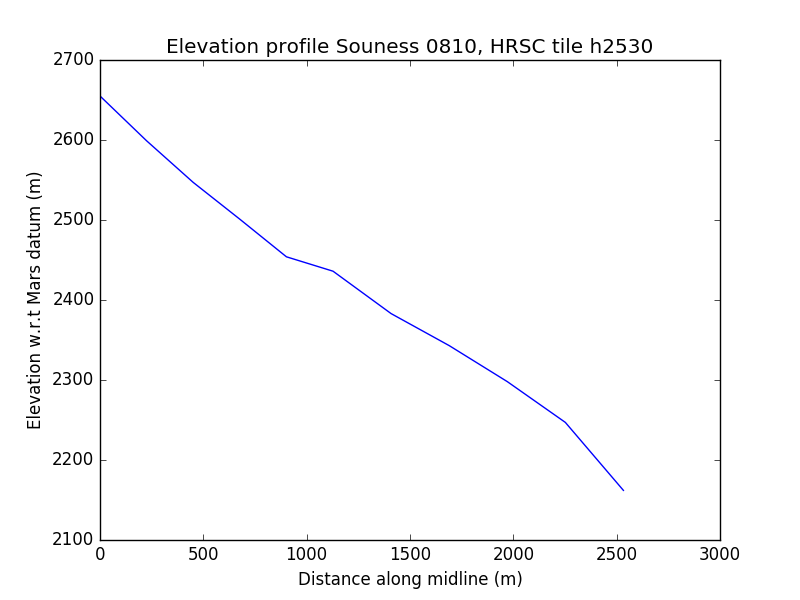 Elevation profile Souness 0810, HRSC tile h2530
2700
2600
2500
2400
2300
2200
2100
Elevation w.r.t Mars datum (m)
0 500 1000 1500 2000 2500 3000
Distance along midline (m)